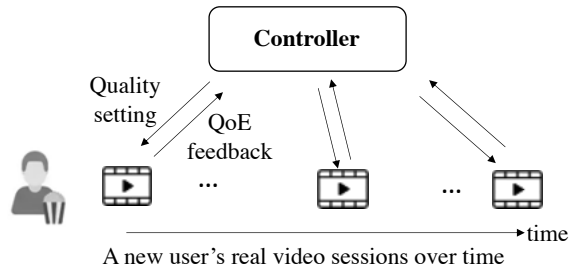 Controller
Quality
setting
QoE
feedback
... ...
time
A new user's real video sessions over time